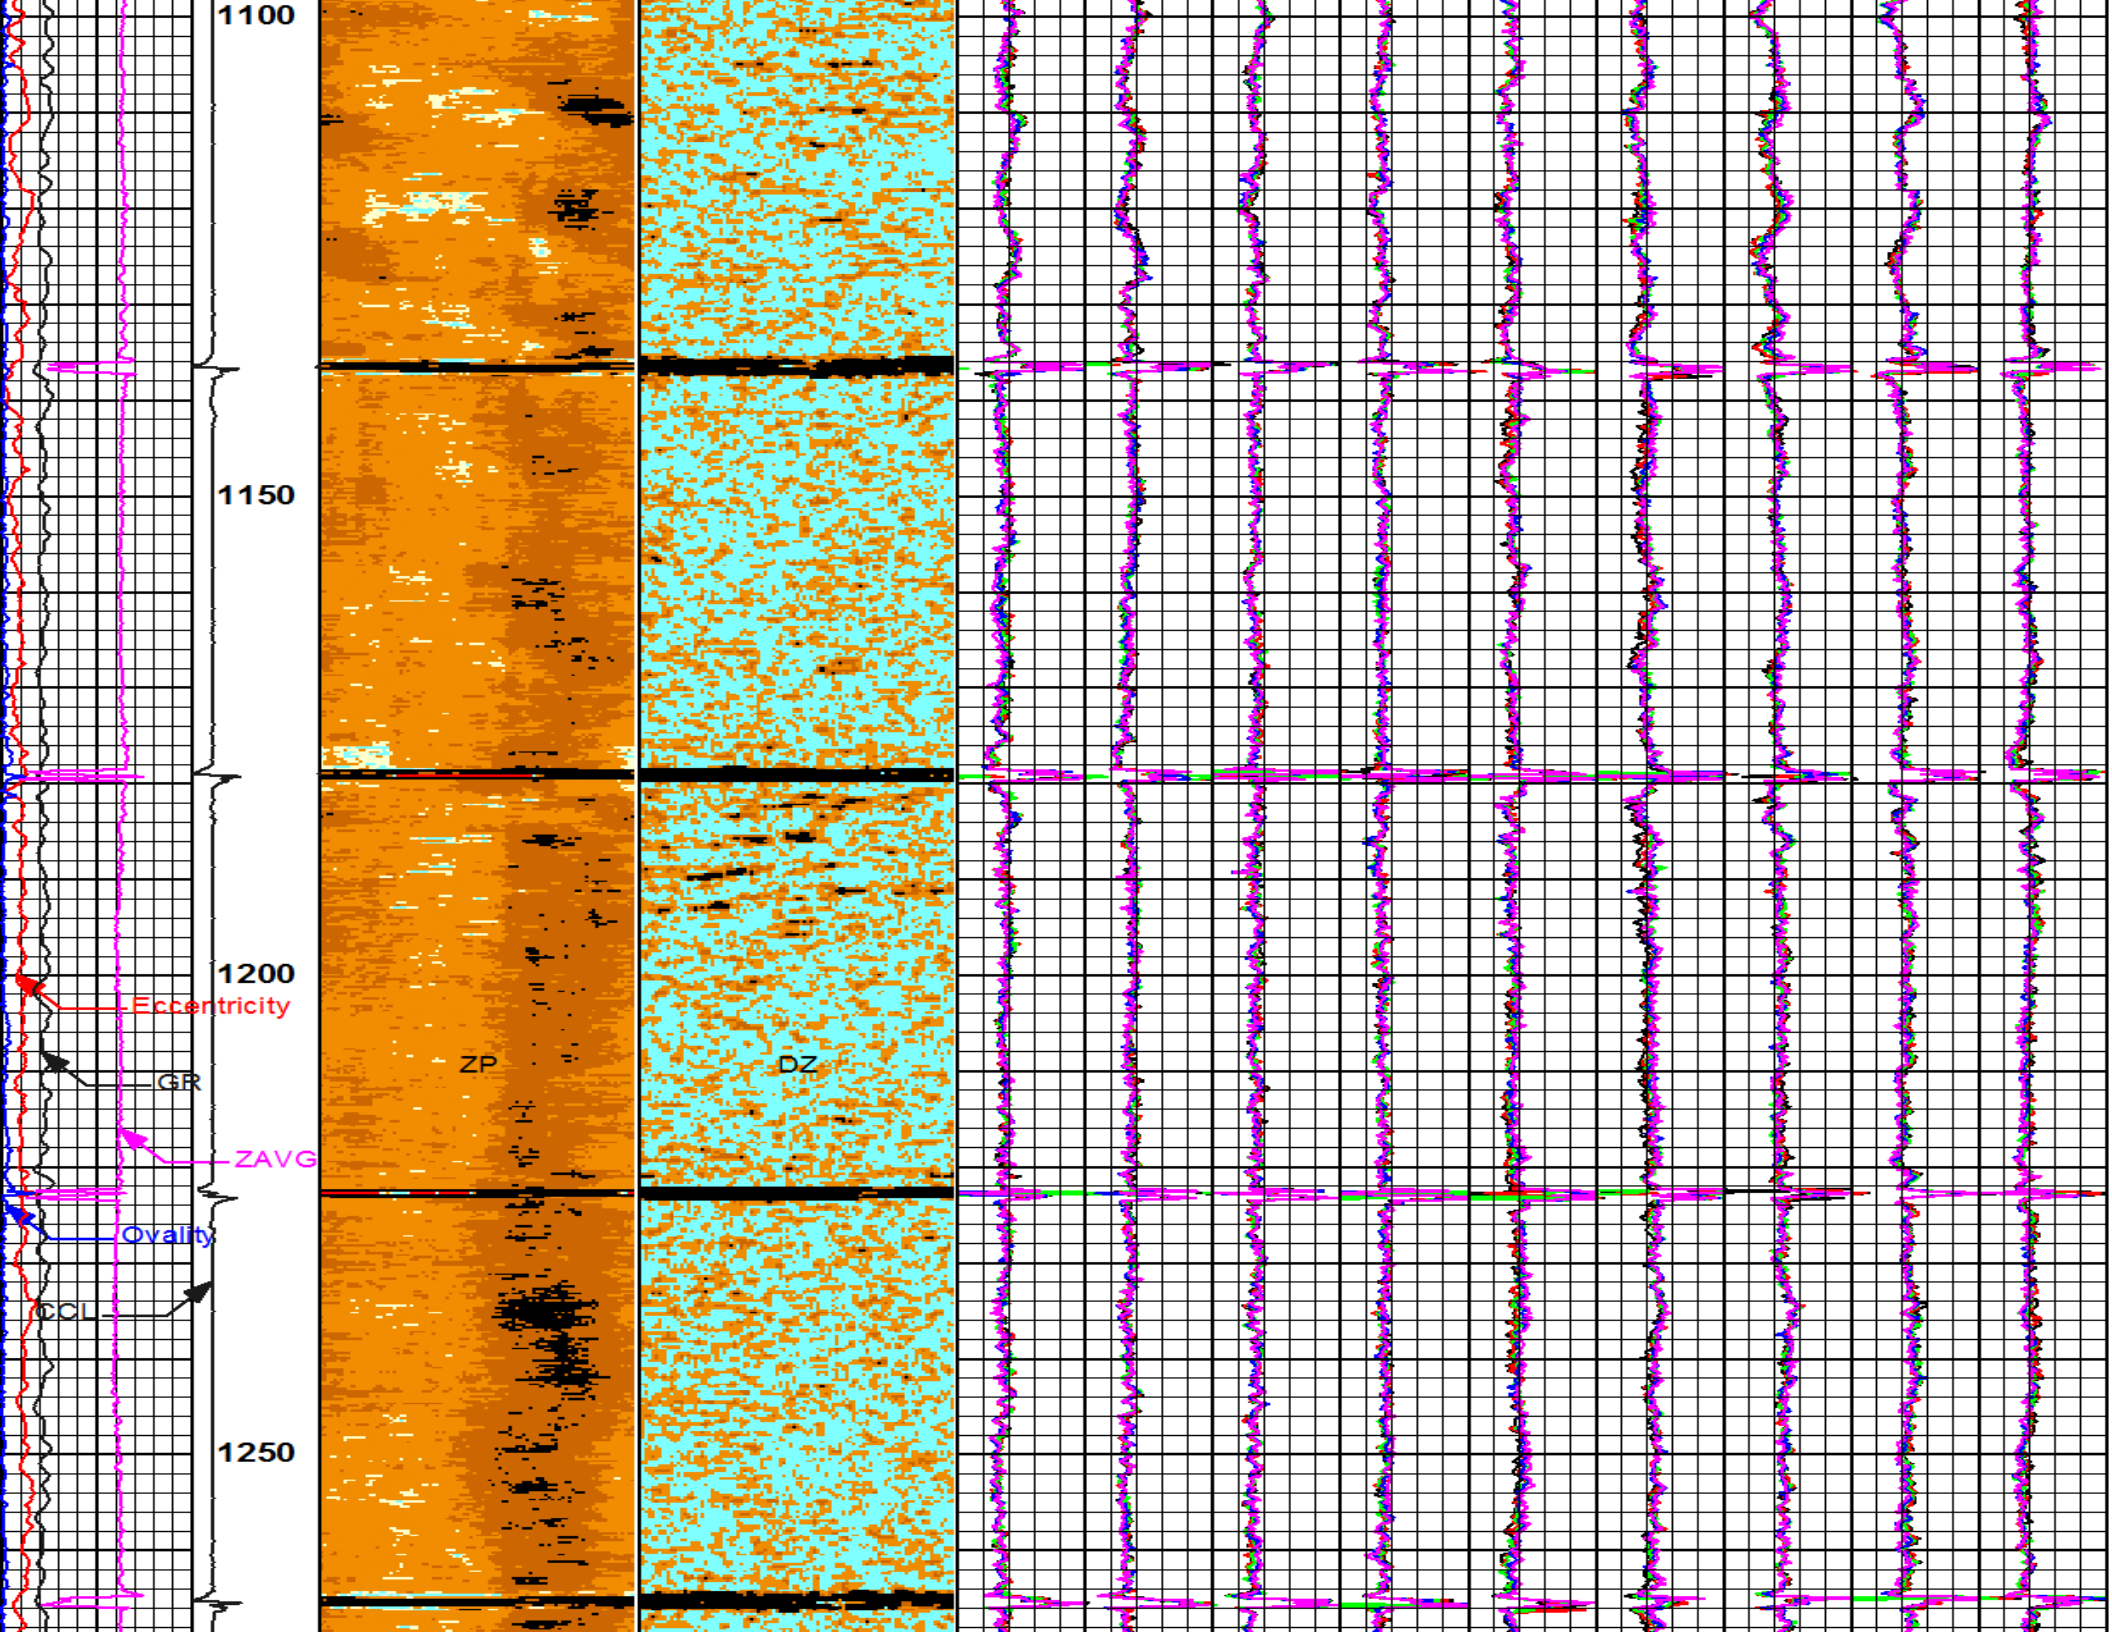 1100
1150
1200
Eccentricity
ZP
DZ
GR
ZAVG
Ovality
CCL
1250